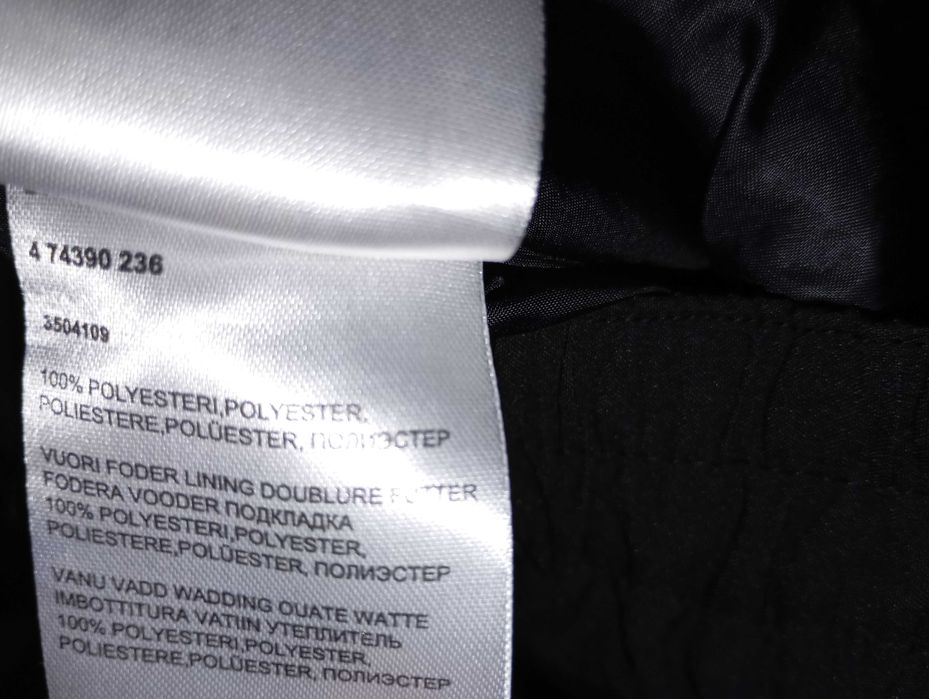 4 74390 236
3504109
100% POLYESTERI,POLYESTER,
POLIESTERE,POLÜESTER, ПОЛИЭСТЕР
VUORI FODER LINING DOUBLURE FUTTER
FODERA VOODER ПОДКЛАДКА
100% POLYESTERI,POLYESTER,
POLIESTERE,POLÜESTER, ПОЛИЭСТЕР
VANU VADD WADDING OUATE WATTE
IMBOTTITURA VATIIN УТЕПЛИТЕЛЬ
100% POLYESTERI,POLYESTER,
POLIESTERE,POLÜESTER, ПОЛИЭСТЕР